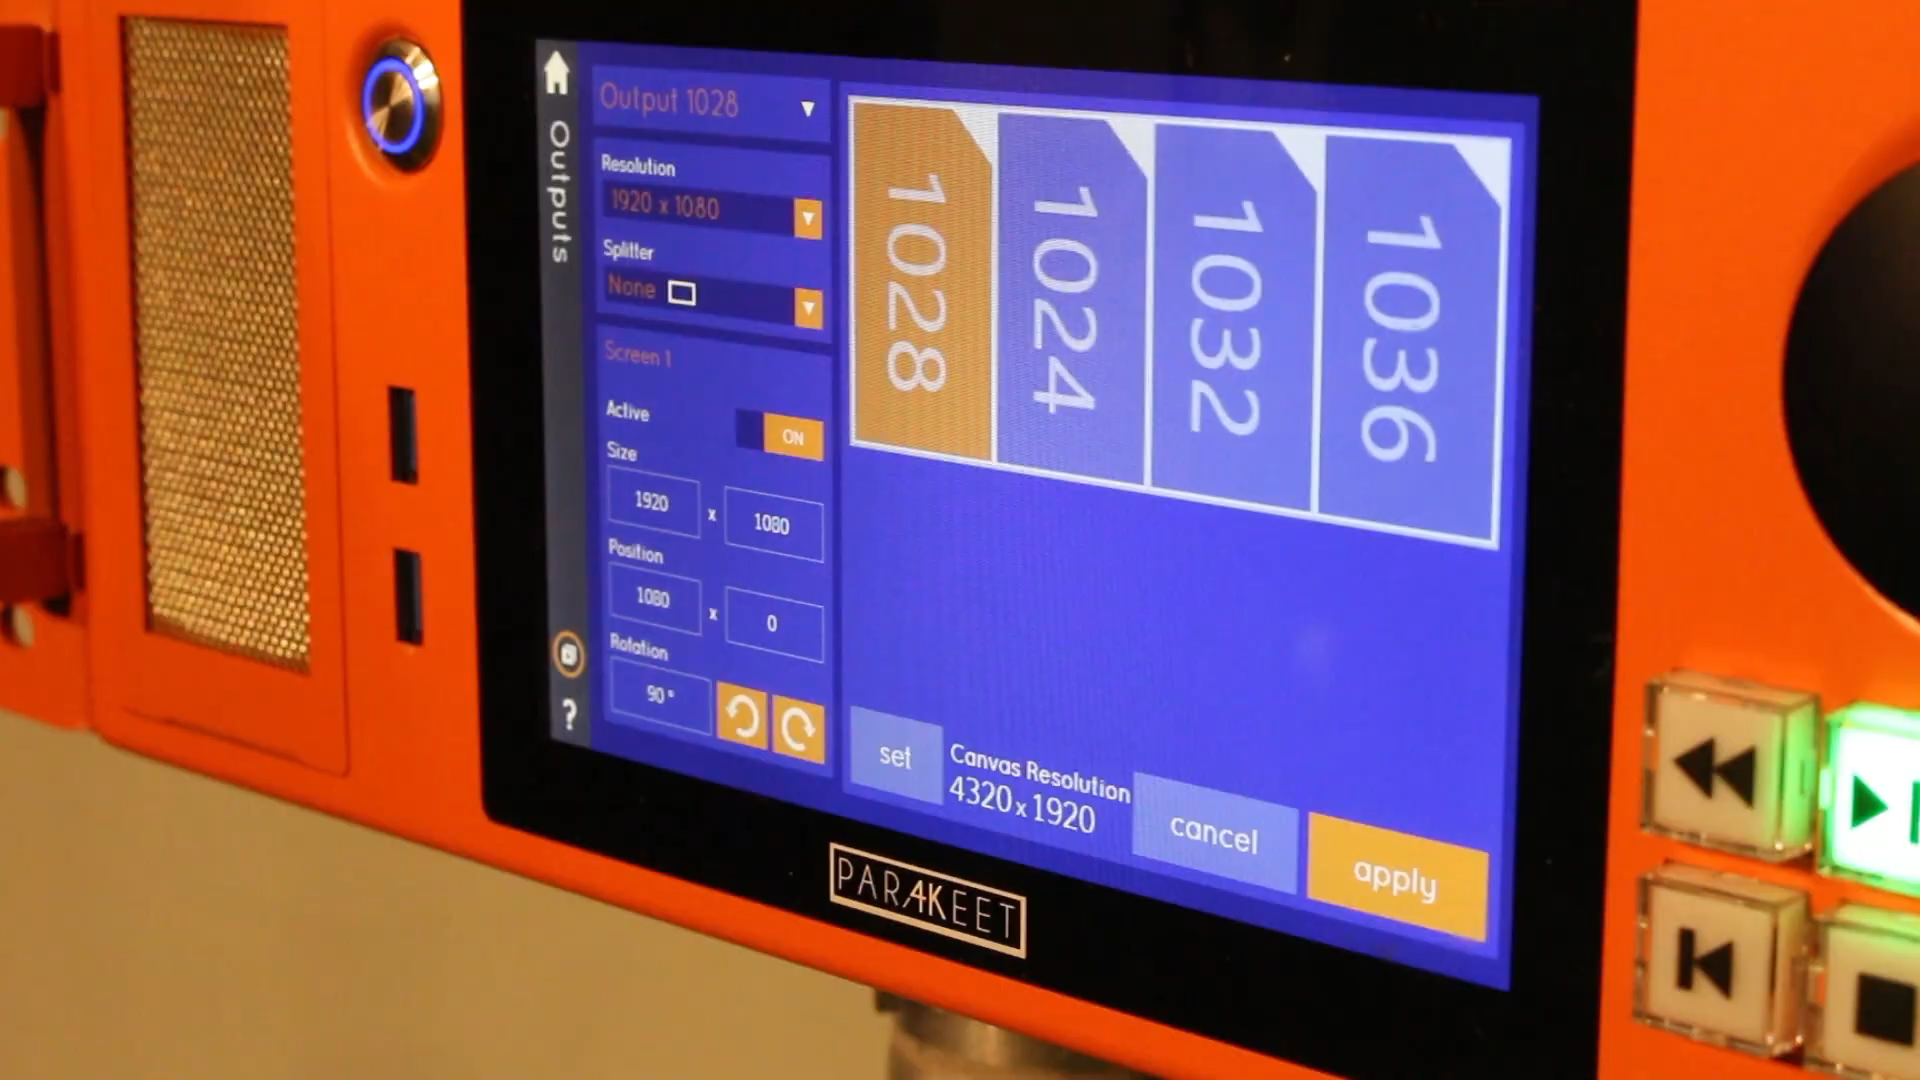 Outputs
?
Output 1028
Resolution
1920 x 1080
Splitter
None
Screen 1
Active
ON
Size
1920 x 1080
Position
1080 x 0
Rotation
90°
1028
1024
1032
1036
set
Canvas Resolution
4320 x 1920
cancel
apply
PAR4KEET